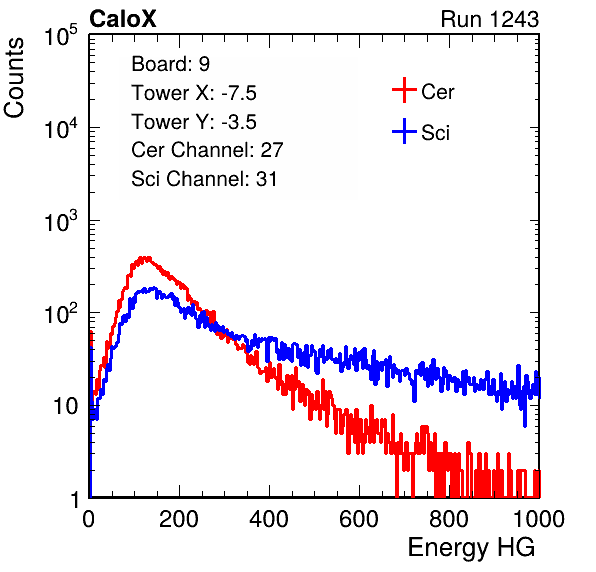 CaloX Run 1243
Counts
Board: 9
Tower X: -7.5
Tower Y: -3.5
Cer Channel: 27
Sci Channel: 31
Cer
Sci
10^5
10^4
10^3
10^2
10
1
0 200 400 600 800 1000
Energy HG